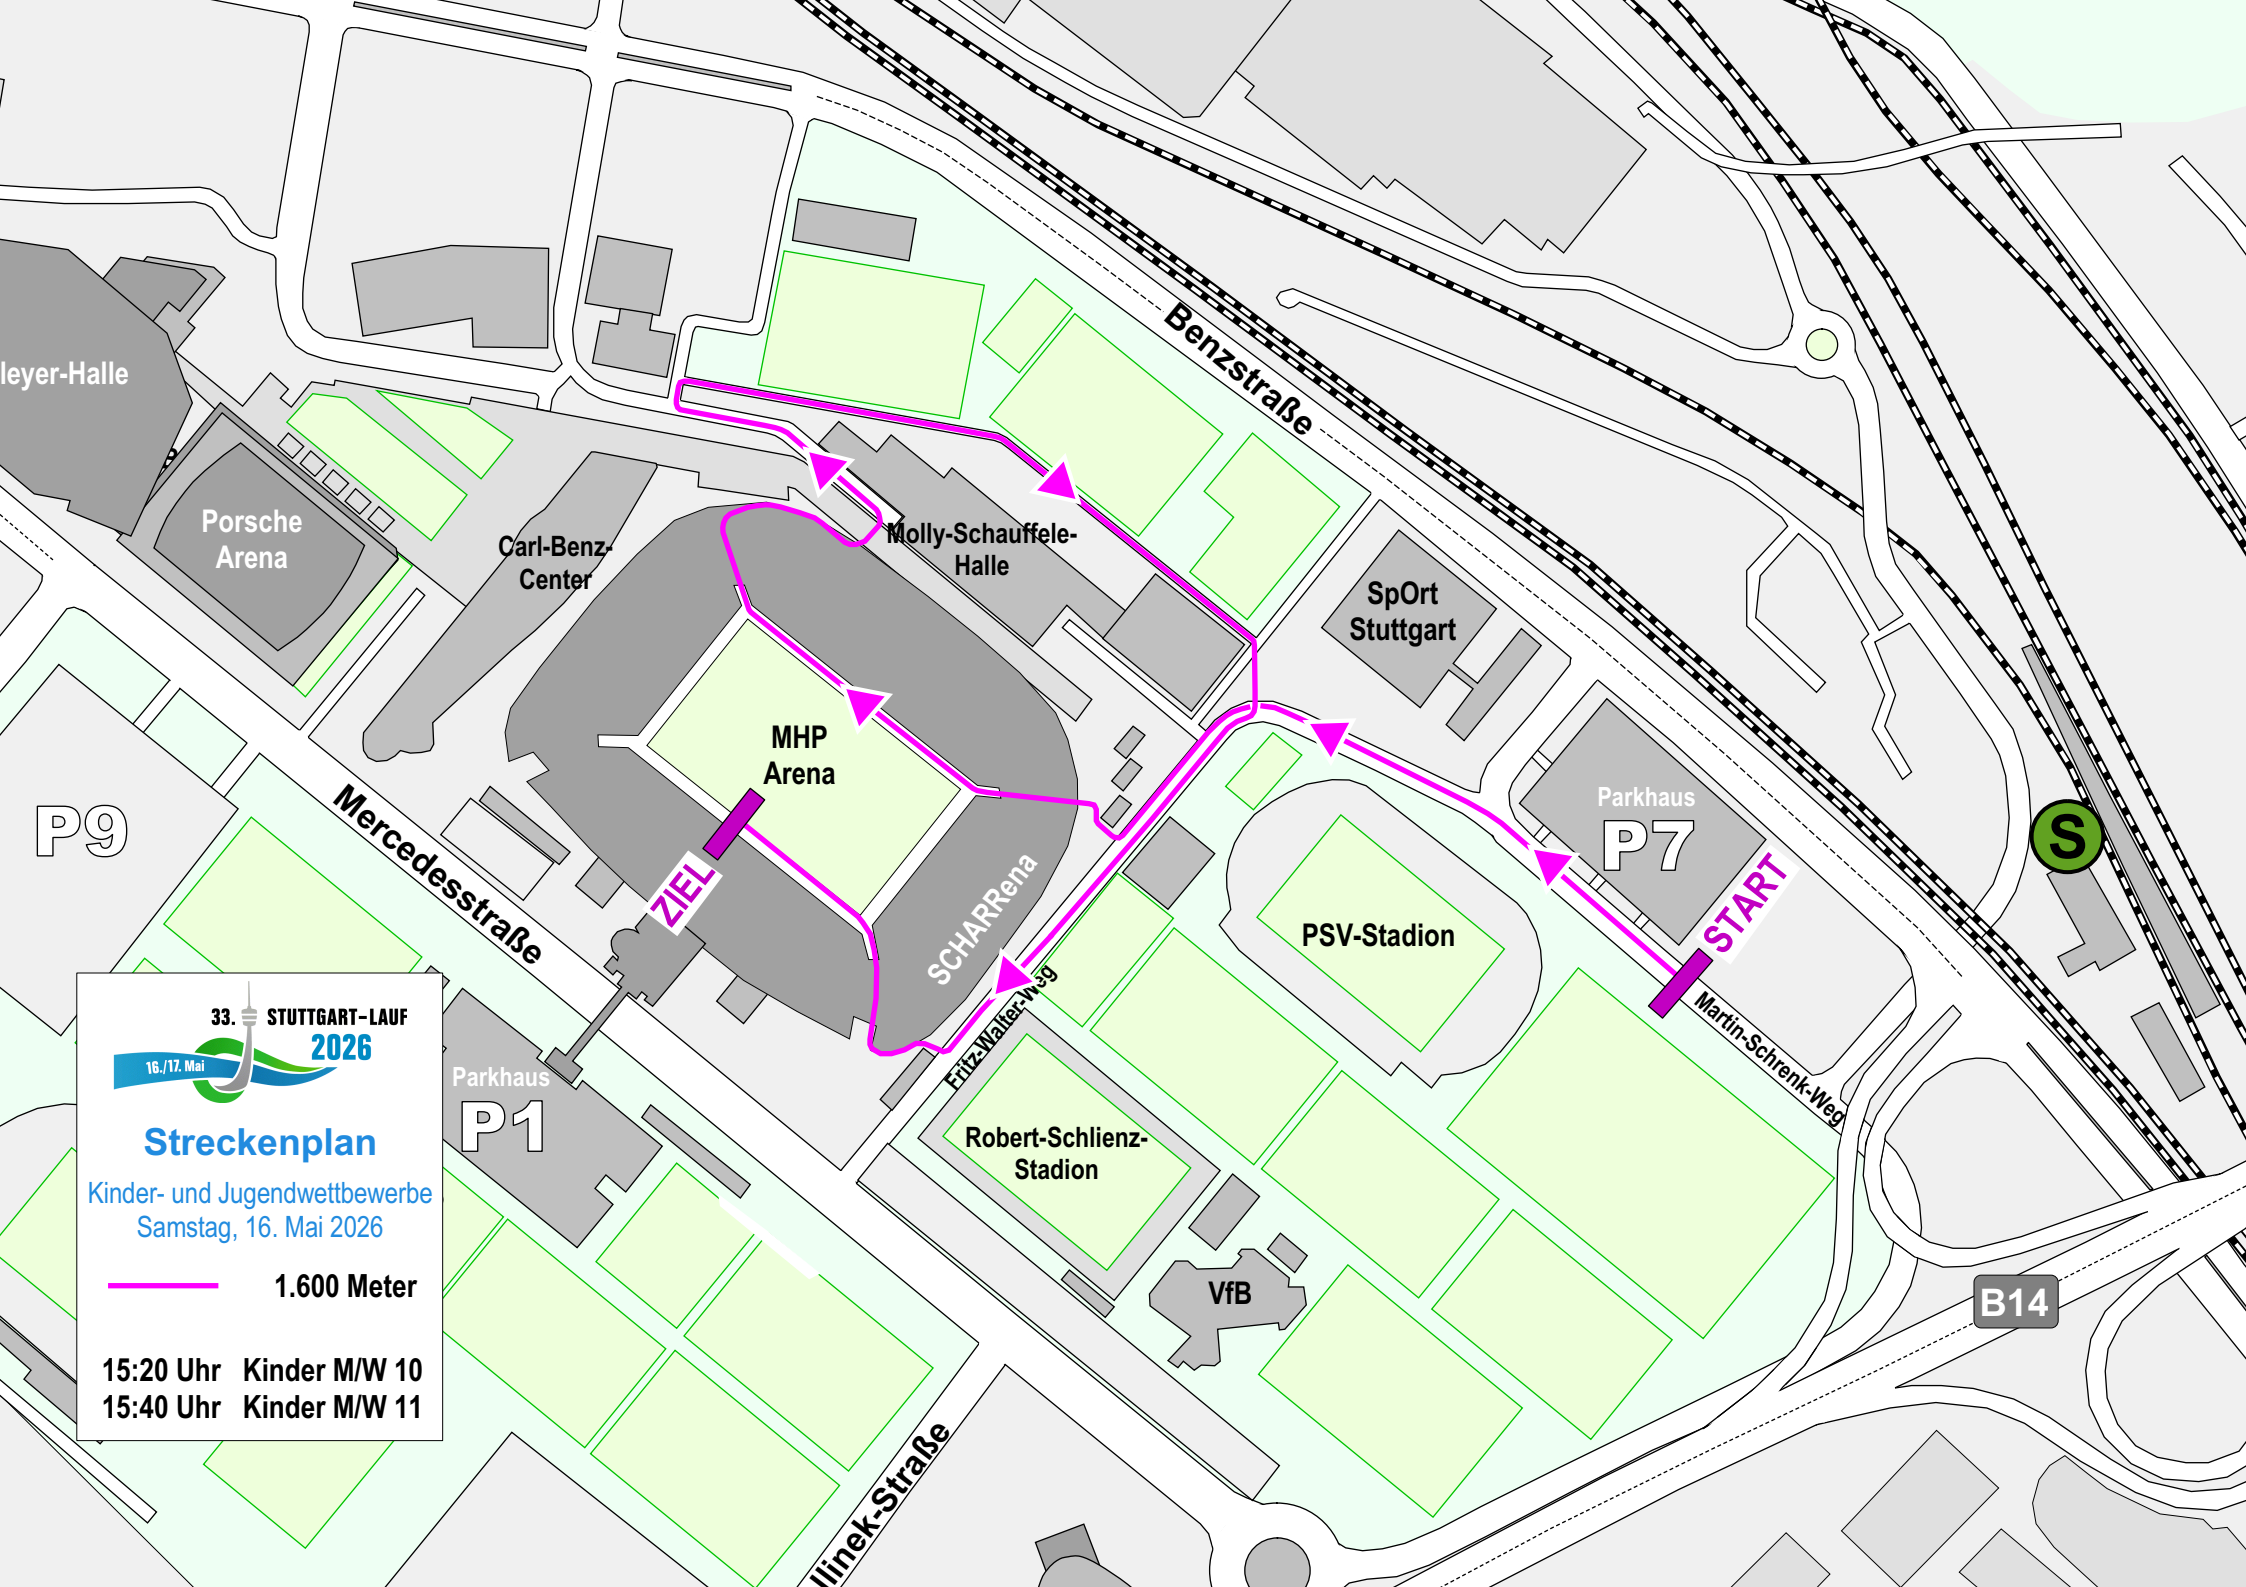 Benzstraße
leyer-Halle
Porsche
Arena
Carl-Benz-
Center
Molly-Schauffele-
Halle
SpOrt
Stuttgart
MHP
Arena
Parkhaus
P7
S
P9
Mercedesstraße
ZIEL
START
SCHARRena
PSV-Stadion
Fritz-Walter-Weg
Martin-Schrenk-Weg
Parkhaus
P1
Robert-Schlienz-
Stadion
VfB
B14
llinek-Straße
33. STUTTGART-LAUF
2026
16./17. Mai
Streckenplan
Kinder- und Jugendwettbewerbe
Samstag, 16. Mai 2026
1.600 Meter
15:20 Uhr Kinder M/W 10
15:40 Uhr Kinder M/W 11